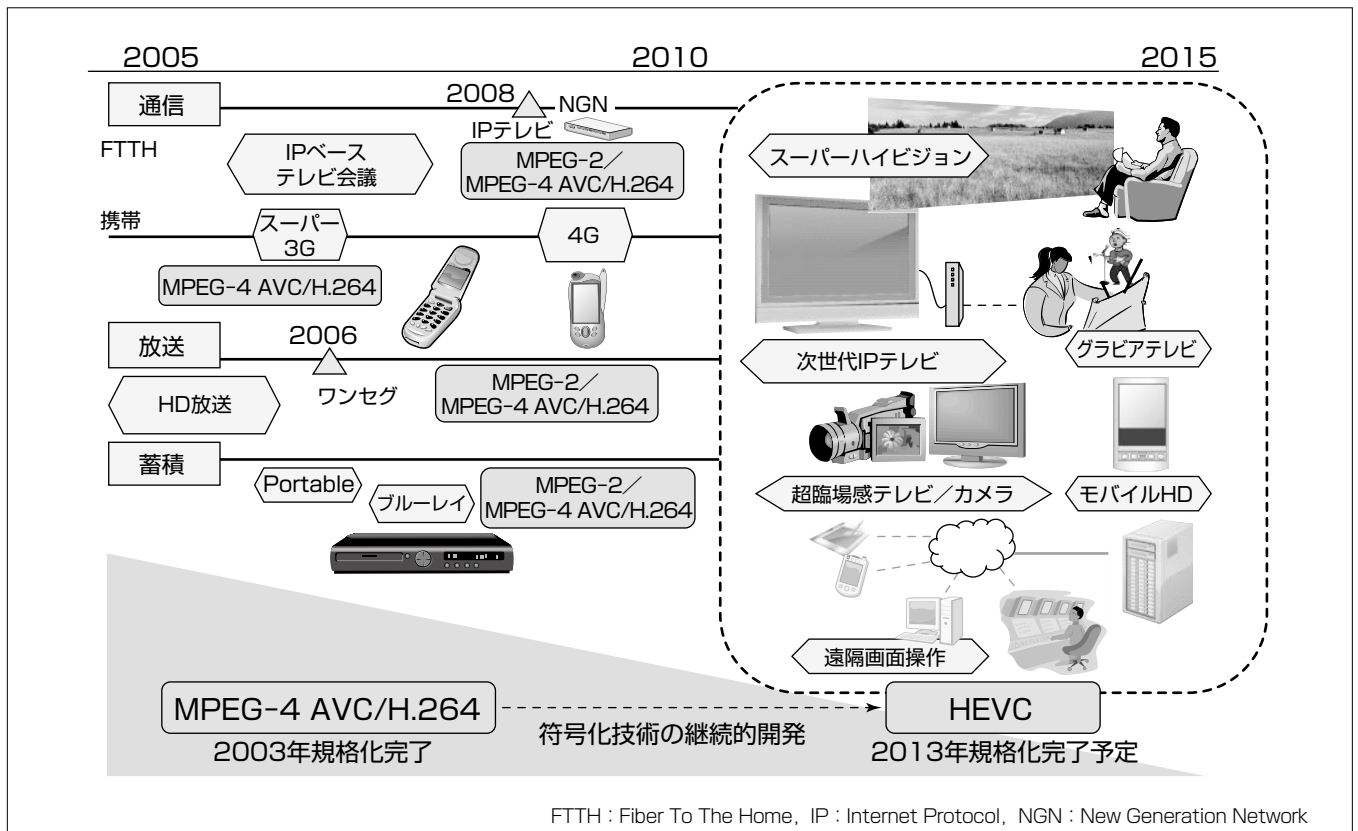 2005
2010
2015
通信
2008
NGN
IPテレビ
FTTH
IPベース
テレビ会議
MPEG-2／
MPEG-4 AVC/H.264
携帯
スーパー
3G
4G
MPEG-4 AVC/H.264
放送
2006
ワンセグ
HD放送
MPEG-2／
MPEG-4 AVC/H.264
蓄積
Portable
ブルーレイ
MPEG-2／
MPEG-4 AVC/H.264
スーパーハイビジョン
次世代IPテレビ
グラビアテレビ
超臨場感テレビ／カメラ
モバイルHD
遠隔画面操作
MPEG-4 AVC/H.264
2003年規格化完了
符号化技術の継続的開発
HEVC
2013年規格化完了予定
FTTH：Fiber To The Home，IP：Internet Protocol，NGN：New Generation Network